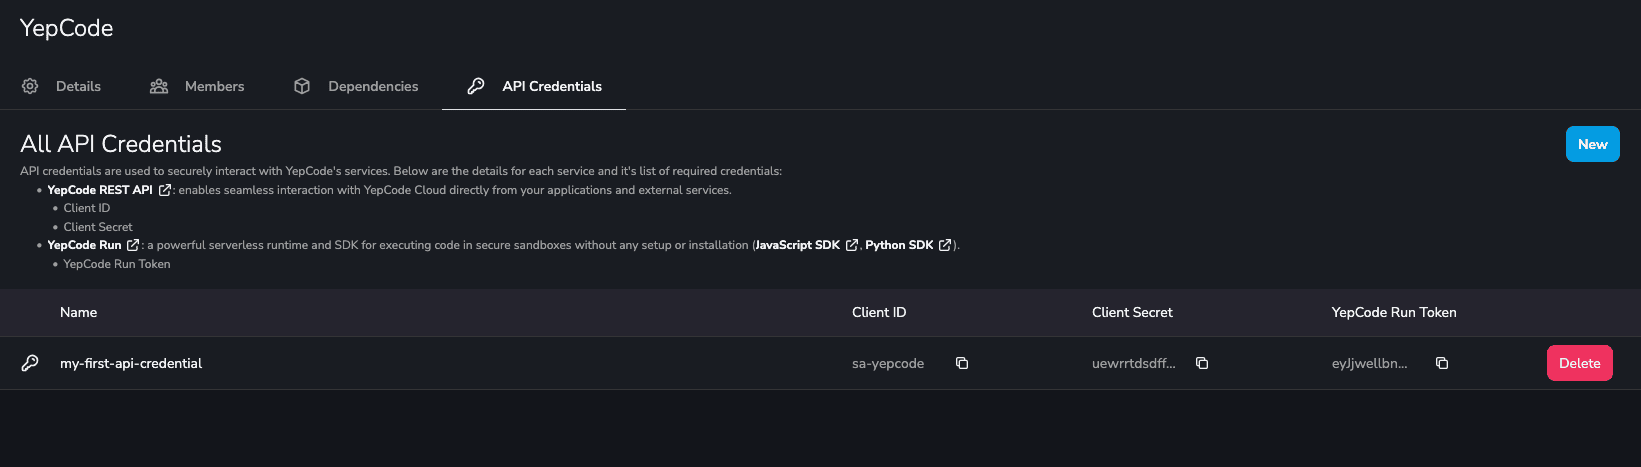 YepCode
Details Members Dependencies API Credentials
All API Credentials
New
API credentials are used to securely interact with YepCode's services. Below are the details for each service and it's list of required credentials:
• YepCode REST API : enables seamless interaction with YepCode Cloud directly from your applications and external services.
• Client ID
• Client Secret
• YepCode Run : a powerful serverless runtime and SDK for executing code in secure sandboxes without any setup or installation (JavaScript SDK , Python SDK ).
• YepCode Run Token
Name Client ID Client Secret YepCode Run Token
my-first-api-credential sa-yepcode uewrrtdsdff... eyJjwellbn... Delete